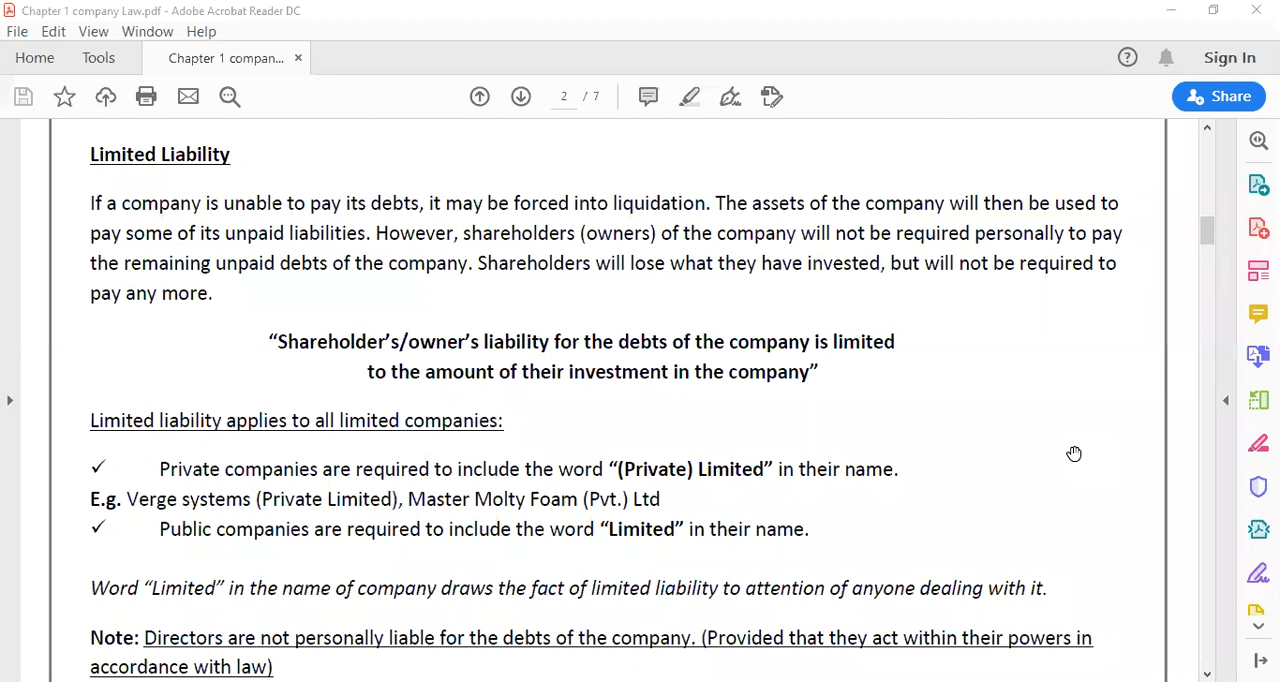 Chapter 1 company Law.pdf - Adobe Acrobat Reader DC
File Edit View Window Help
Home Tools Chapter 1 compan... × Sign In
2 / 7 Share
Limited Liability
If a company is unable to pay its debts, it may be forced into liquidation. The assets of the company will then be used to
pay some of its unpaid liabilities. However, shareholders (owners) of the company will not be required personally to pay
the remaining unpaid debts of the company. Shareholders will lose what they have invested, but will not be required to
pay any more.
“Shareholder’s/owner’s liability for the debts of the company is limited
to the amount of their investment in the company”
Limited liability applies to all limited companies:
✓ Private companies are required to include the word “(Private) Limited” in their name.
E.g. Verge systems (Private Limited), Master Molty Foam (Pvt.) Ltd
✓ Public companies are required to include the word “Limited” in their name.
Word “Limited” in the name of company draws the fact of limited liability to attention of anyone dealing with it.
Note: Directors are not personally liable for the debts of the company. (Provided that they act within their powers in
accordance with law)